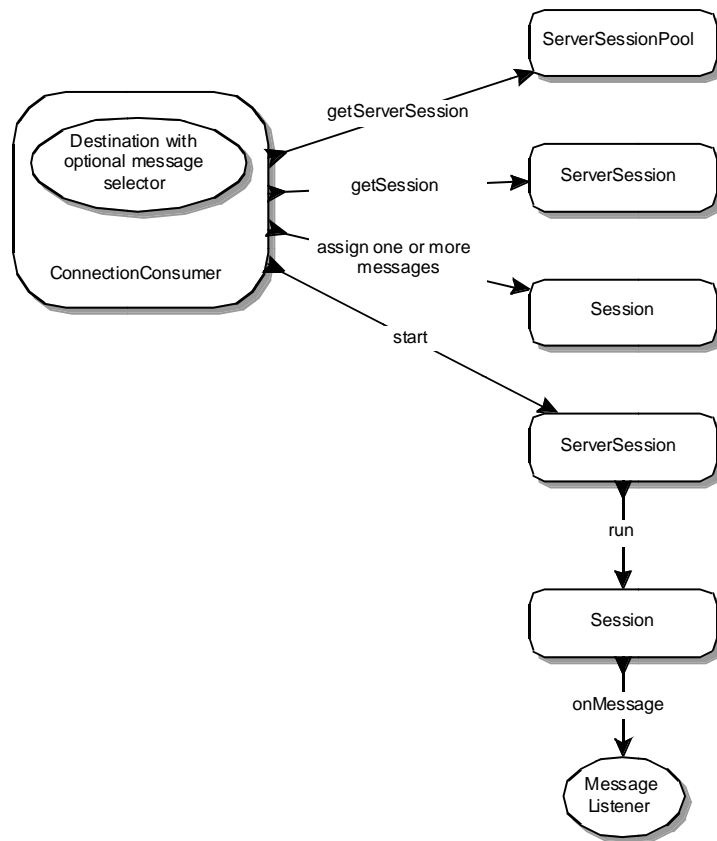 ServerSessionPool
getServerSession
Destination with
optional message
selector
ServerSession
getSession
assign one or more
messages
ConnectionConsumer
Session
start
ServerSession
run
Session
onMessage
Message
Listener